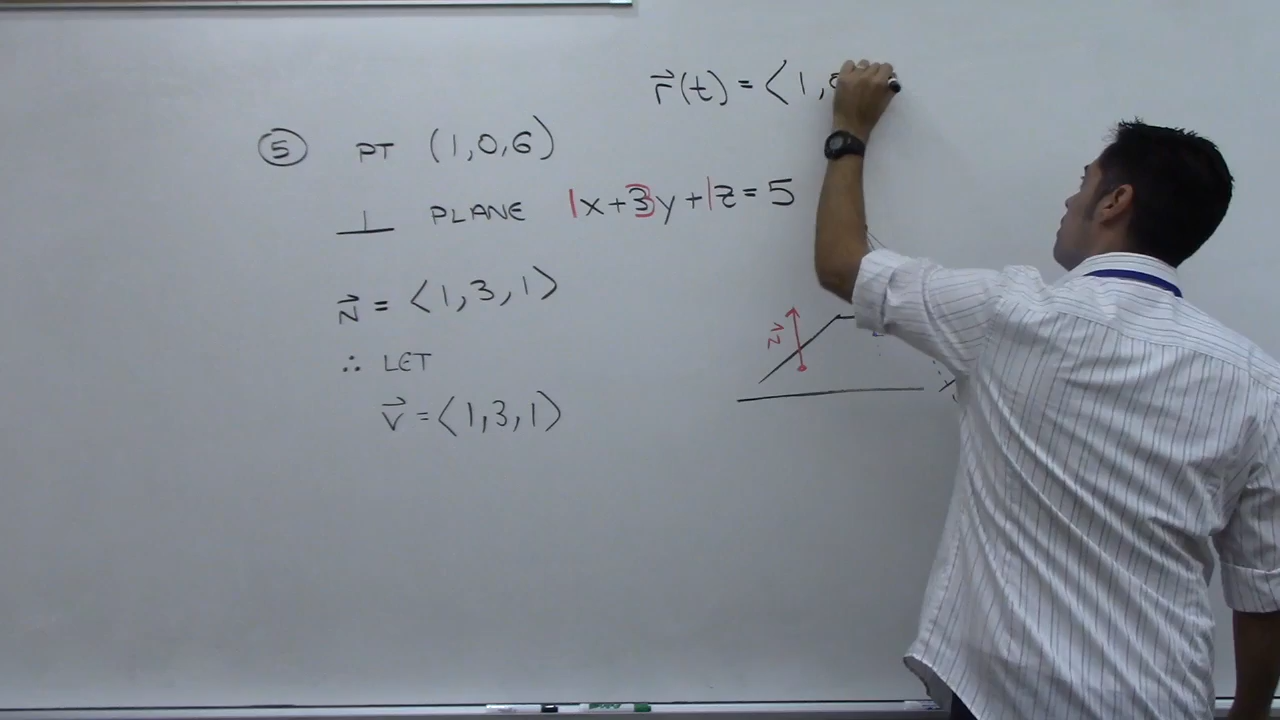 r⃗(t) = ⟨1,
⑤ PT (1,0,6)
⊥ PLANE 1x+3y+1z=5
N⃗ = ⟨1,3,1⟩
∴ LET
v⃗ = ⟨1,3,1⟩
N⃗